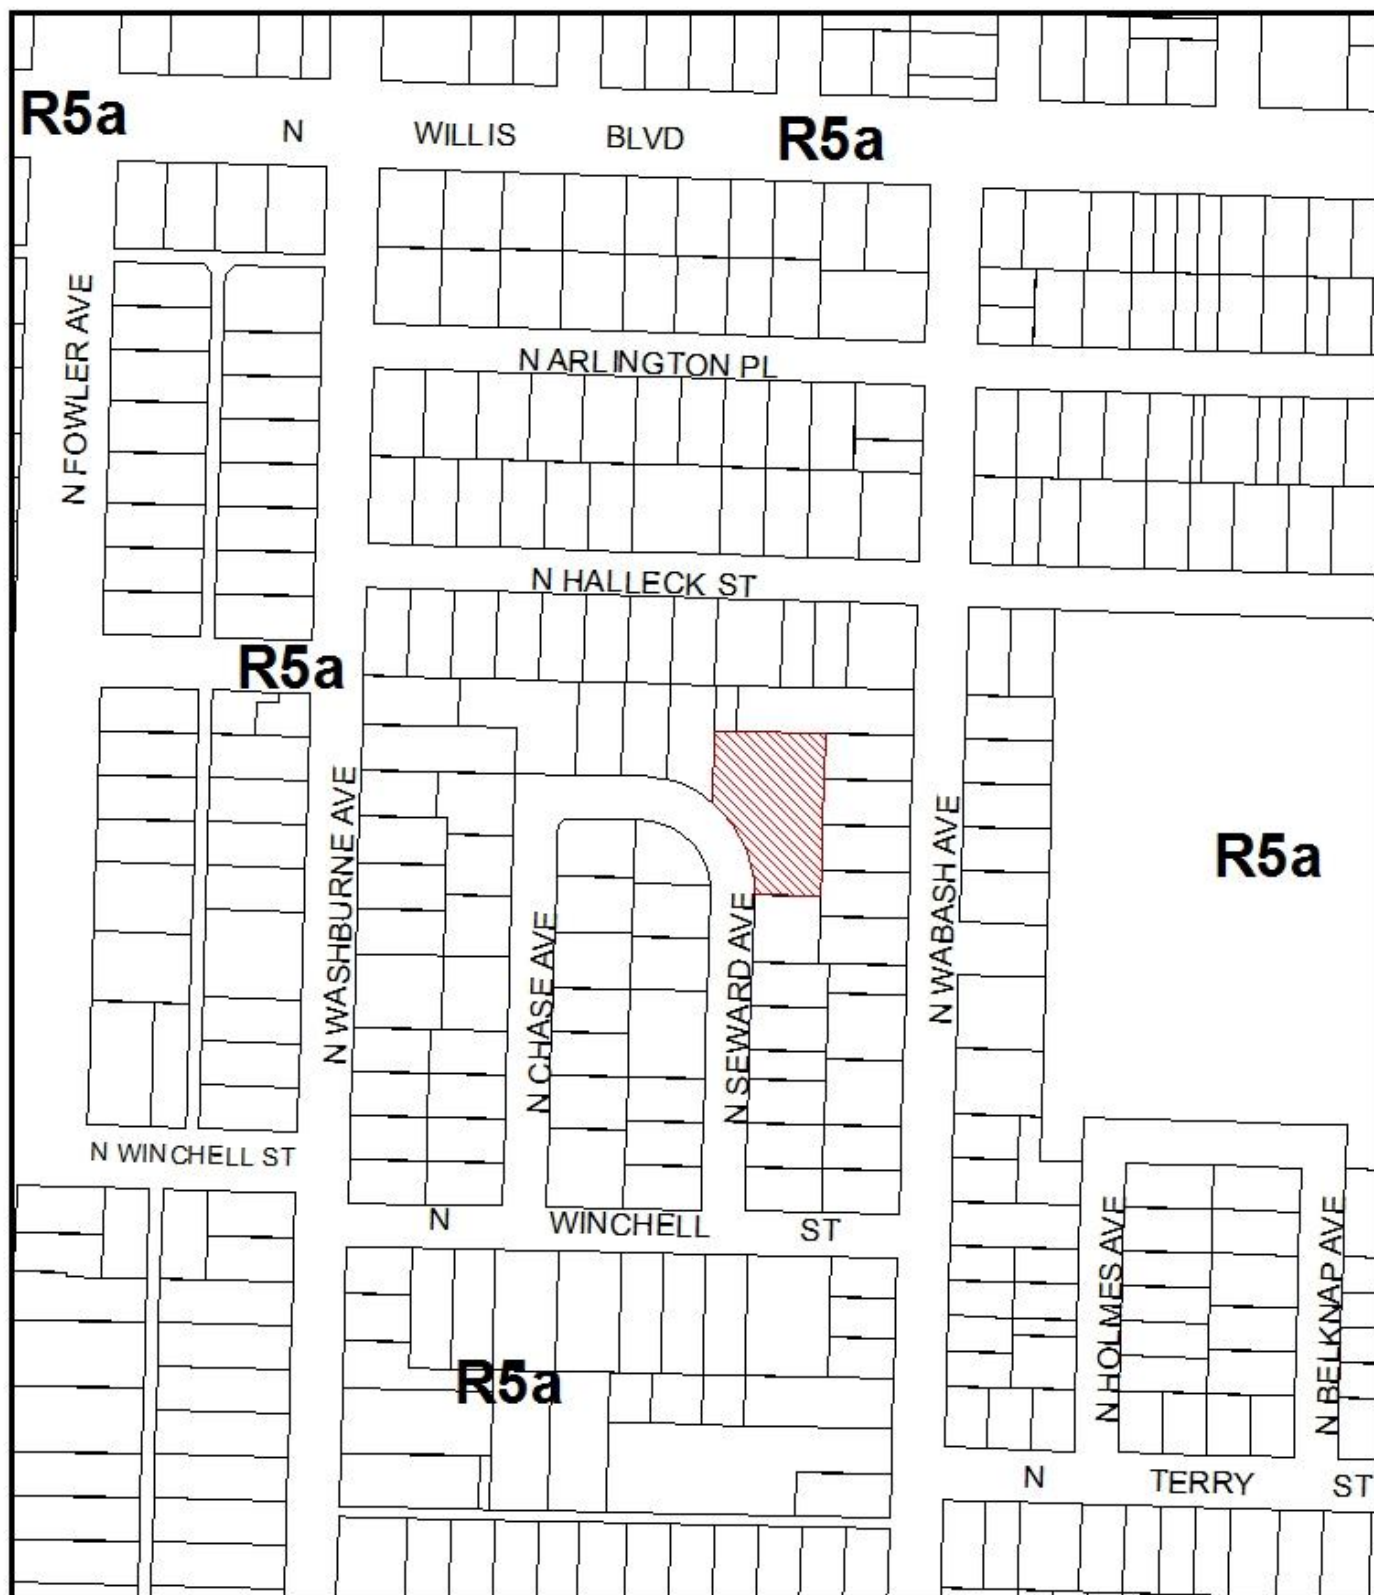 R5a
N WILLIS BLVD
R5a
N FOWLER AVE
N ARLINGTON PL
N HALLECK ST
R5a
N WASHBURNE AVE
N CHASE AVE
N SEWARD AVE
N WABASH AVE
R5a
N WINCHELL ST
N WINCHELL ST
N HOLMES AVE
N BELKNAP AVE
R5a
N TERRY ST